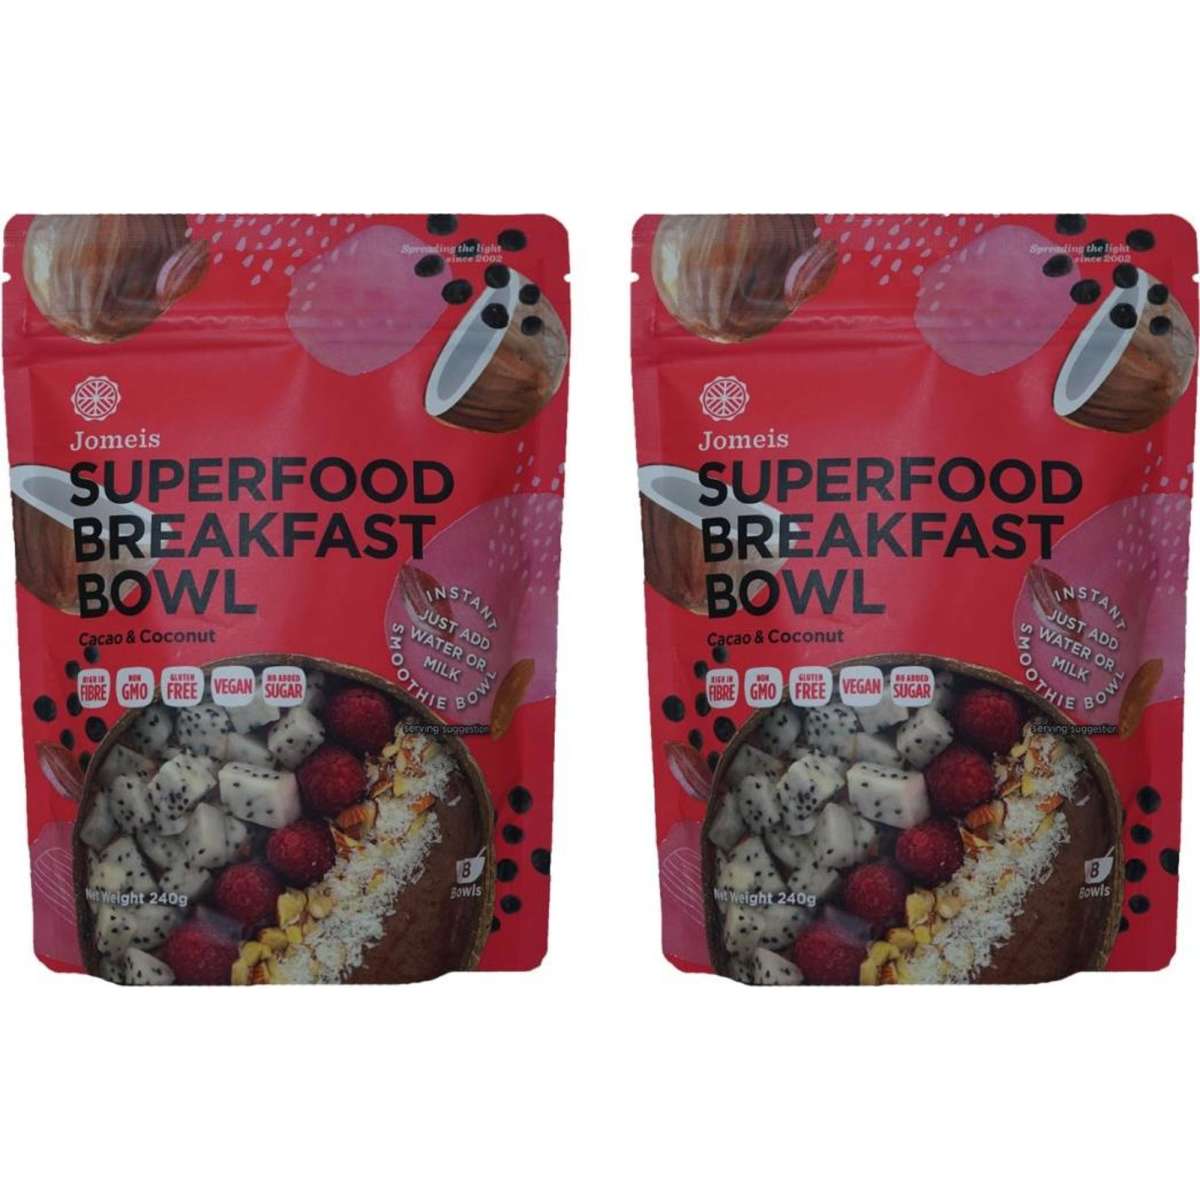 Spreading the light
since 2002
Jomeis
SUPERFOOD
BREAKFAST
BOWL
Cacao & Coconut
HIGH IN
FIBRE
NON
GMO
GLUTEN
FREE
VEGAN
NO ADDED
SUGAR
INSTANT
JUST ADD
WATER OR
MILK
SMOOTHIE BOWL
serving suggestion
Net Weight 240g
8
Bowls
Spreading the light
since 2002
Jomeis
SUPERFOOD
BREAKFAST
BOWL
Cacao & Coconut
HIGH IN
FIBRE
NON
GMO
GLUTEN
FREE
VEGAN
NO ADDED
SUGAR
INSTANT
JUST ADD
WATER OR
MILK
SMOOTHIE BOWL
serving suggestion
Net Weight 240g
8
Bowls